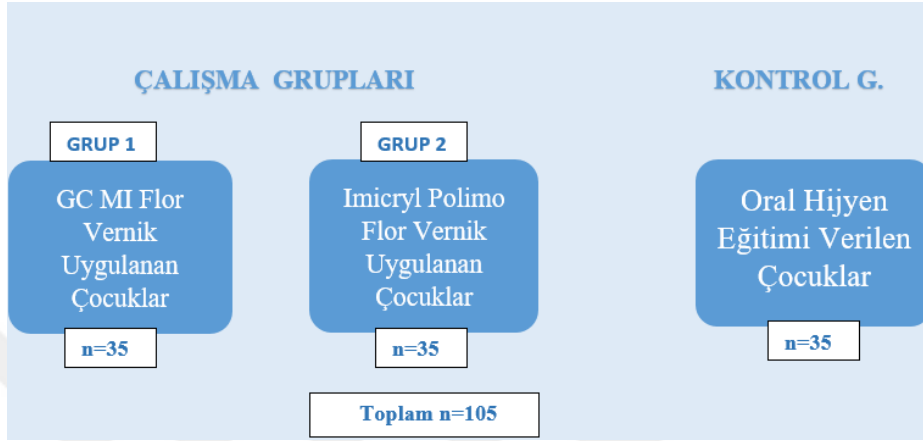 ÇALIŞMA GRUPLARI
KONTROL G.
GRUP 1
GC MI Flor
Vernik
Uygulanan
Çocuklar
n=35
GRUP 2
Imicryl Polimo
Flor Vernik
Uygulanan
Çocuklar
n=35
Oral Hijyen
Eğitimi Verilen
Çocuklar
n=35
Toplam n=105